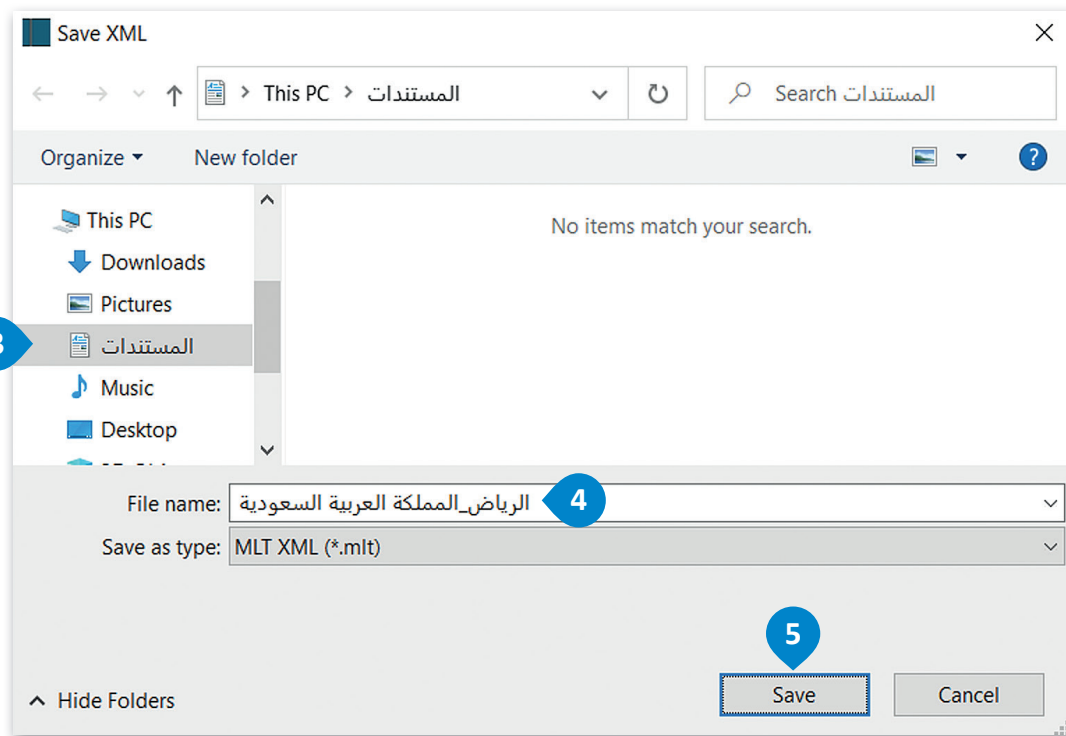 Save XML
This PC > المستندات
Search المستندات
Organize
New folder
?
This PC
Downloads
Pictures
3
المستندات
Music
Desktop
No items match your search.
File name: الرياض_المملكة العربية السعودية
4
Save as type: MLT XML (*.mlt)
5
Hide Folders
Save
Cancel